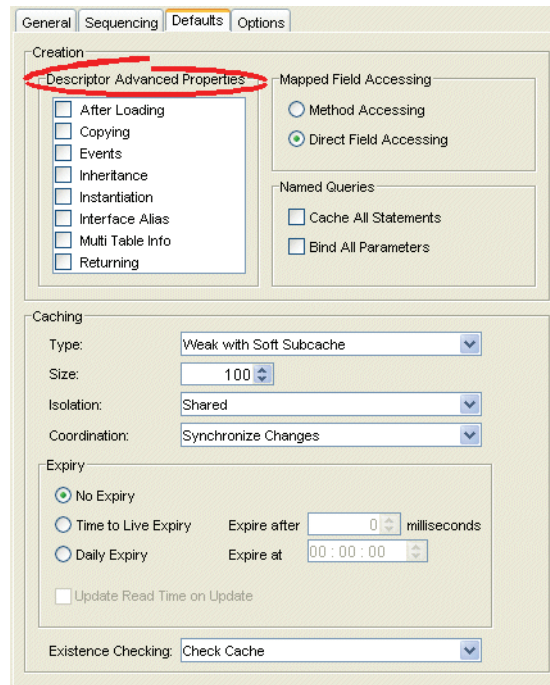 General Sequencing Defaults Options
Creation
Descriptor Advanced Properties
After Loading
Copying
Events
Inheritance
Instantiation
Interface Alias
Multi Table Info
Returning
Mapped Field Accessing
Method Accessing
Direct Field Accessing
Named Queries
Cache All Statements
Bind All Parameters
Caching
Type: Weak with Soft Subcache
Size: 100
Isolation: Shared
Coordination: Synchronize Changes
Expiry
No Expiry
Time to Live Expiry Expire after 0 milliseconds
Daily Expiry Expire at 00:00:00
Update Read Time on Update
Existence Checking: Check Cache